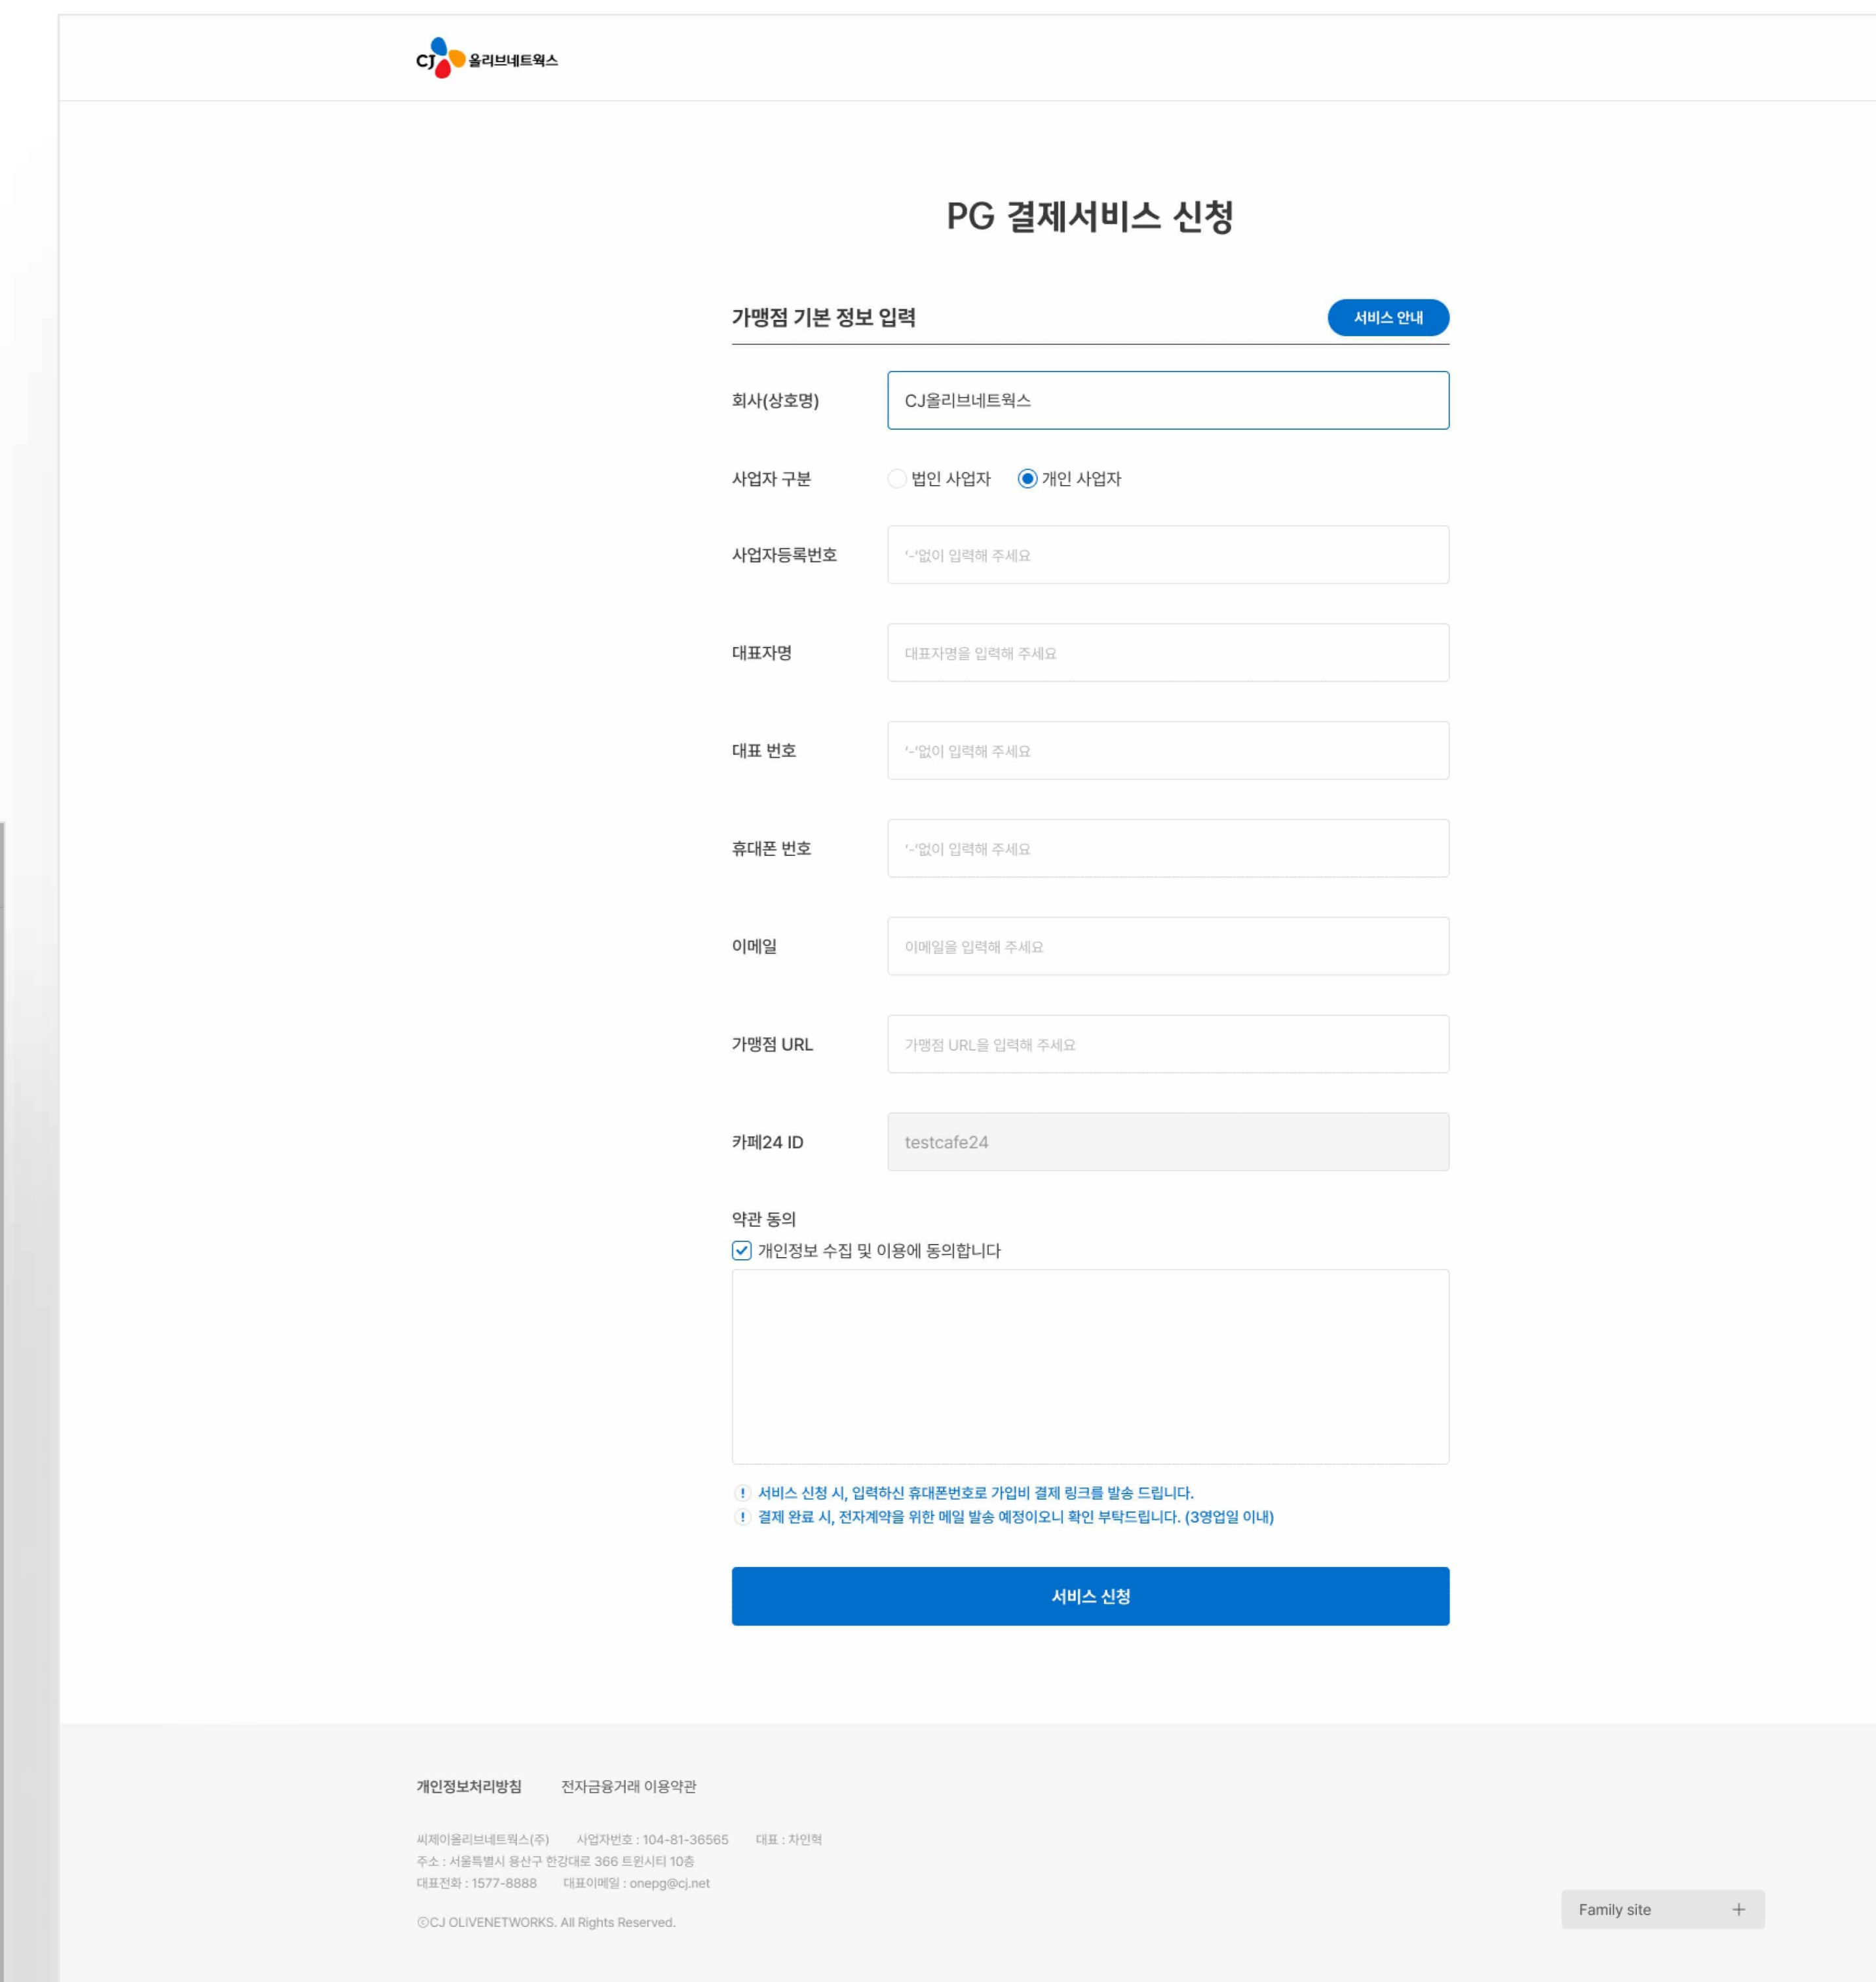 CJ 올리브네트웍스
PG 결제서비스 신청
가맹점 기본 정보 입력
서비스 안내
회사(상호명)
CJ올리브네트웍스
사업자 구분
법인 사업자 개인 사업자
사업자등록번호
'-'없이 입력해 주세요
대표자명
대표자명을 입력해 주세요
대표 번호
'-'없이 입력해 주세요
휴대폰 번호
'-'없이 입력해 주세요
이메일
이메일을 입력해 주세요
가맹점 URL
가맹점 URL을 입력해 주세요
카페24 ID
testcafe24
약관 동의
개인정보 수집 및 이용에 동의합니다
! 서비스 신청 시, 입력하신 휴대폰번호로 가입비 결제 링크를 발송 드립니다.
! 결제 완료 시, 전자계약을 위한 메일 발송 예정이오니 확인 부탁드립니다. (3영업일 이내)
서비스 신청
개인정보처리방침 전자금융거래 이용약관
씨제이올리브네트웍스(주) 사업자번호 : 104-81-36565 대표 : 차인혁
주소 : 서울특별시 용산구 한강대로 366 트윈시티 10층
대표전화 : 1577-8888 대표이메일 : onepg@cj.net
ⓒCJ OLIVENETWORKS. All Rights Reserved.
Family site +